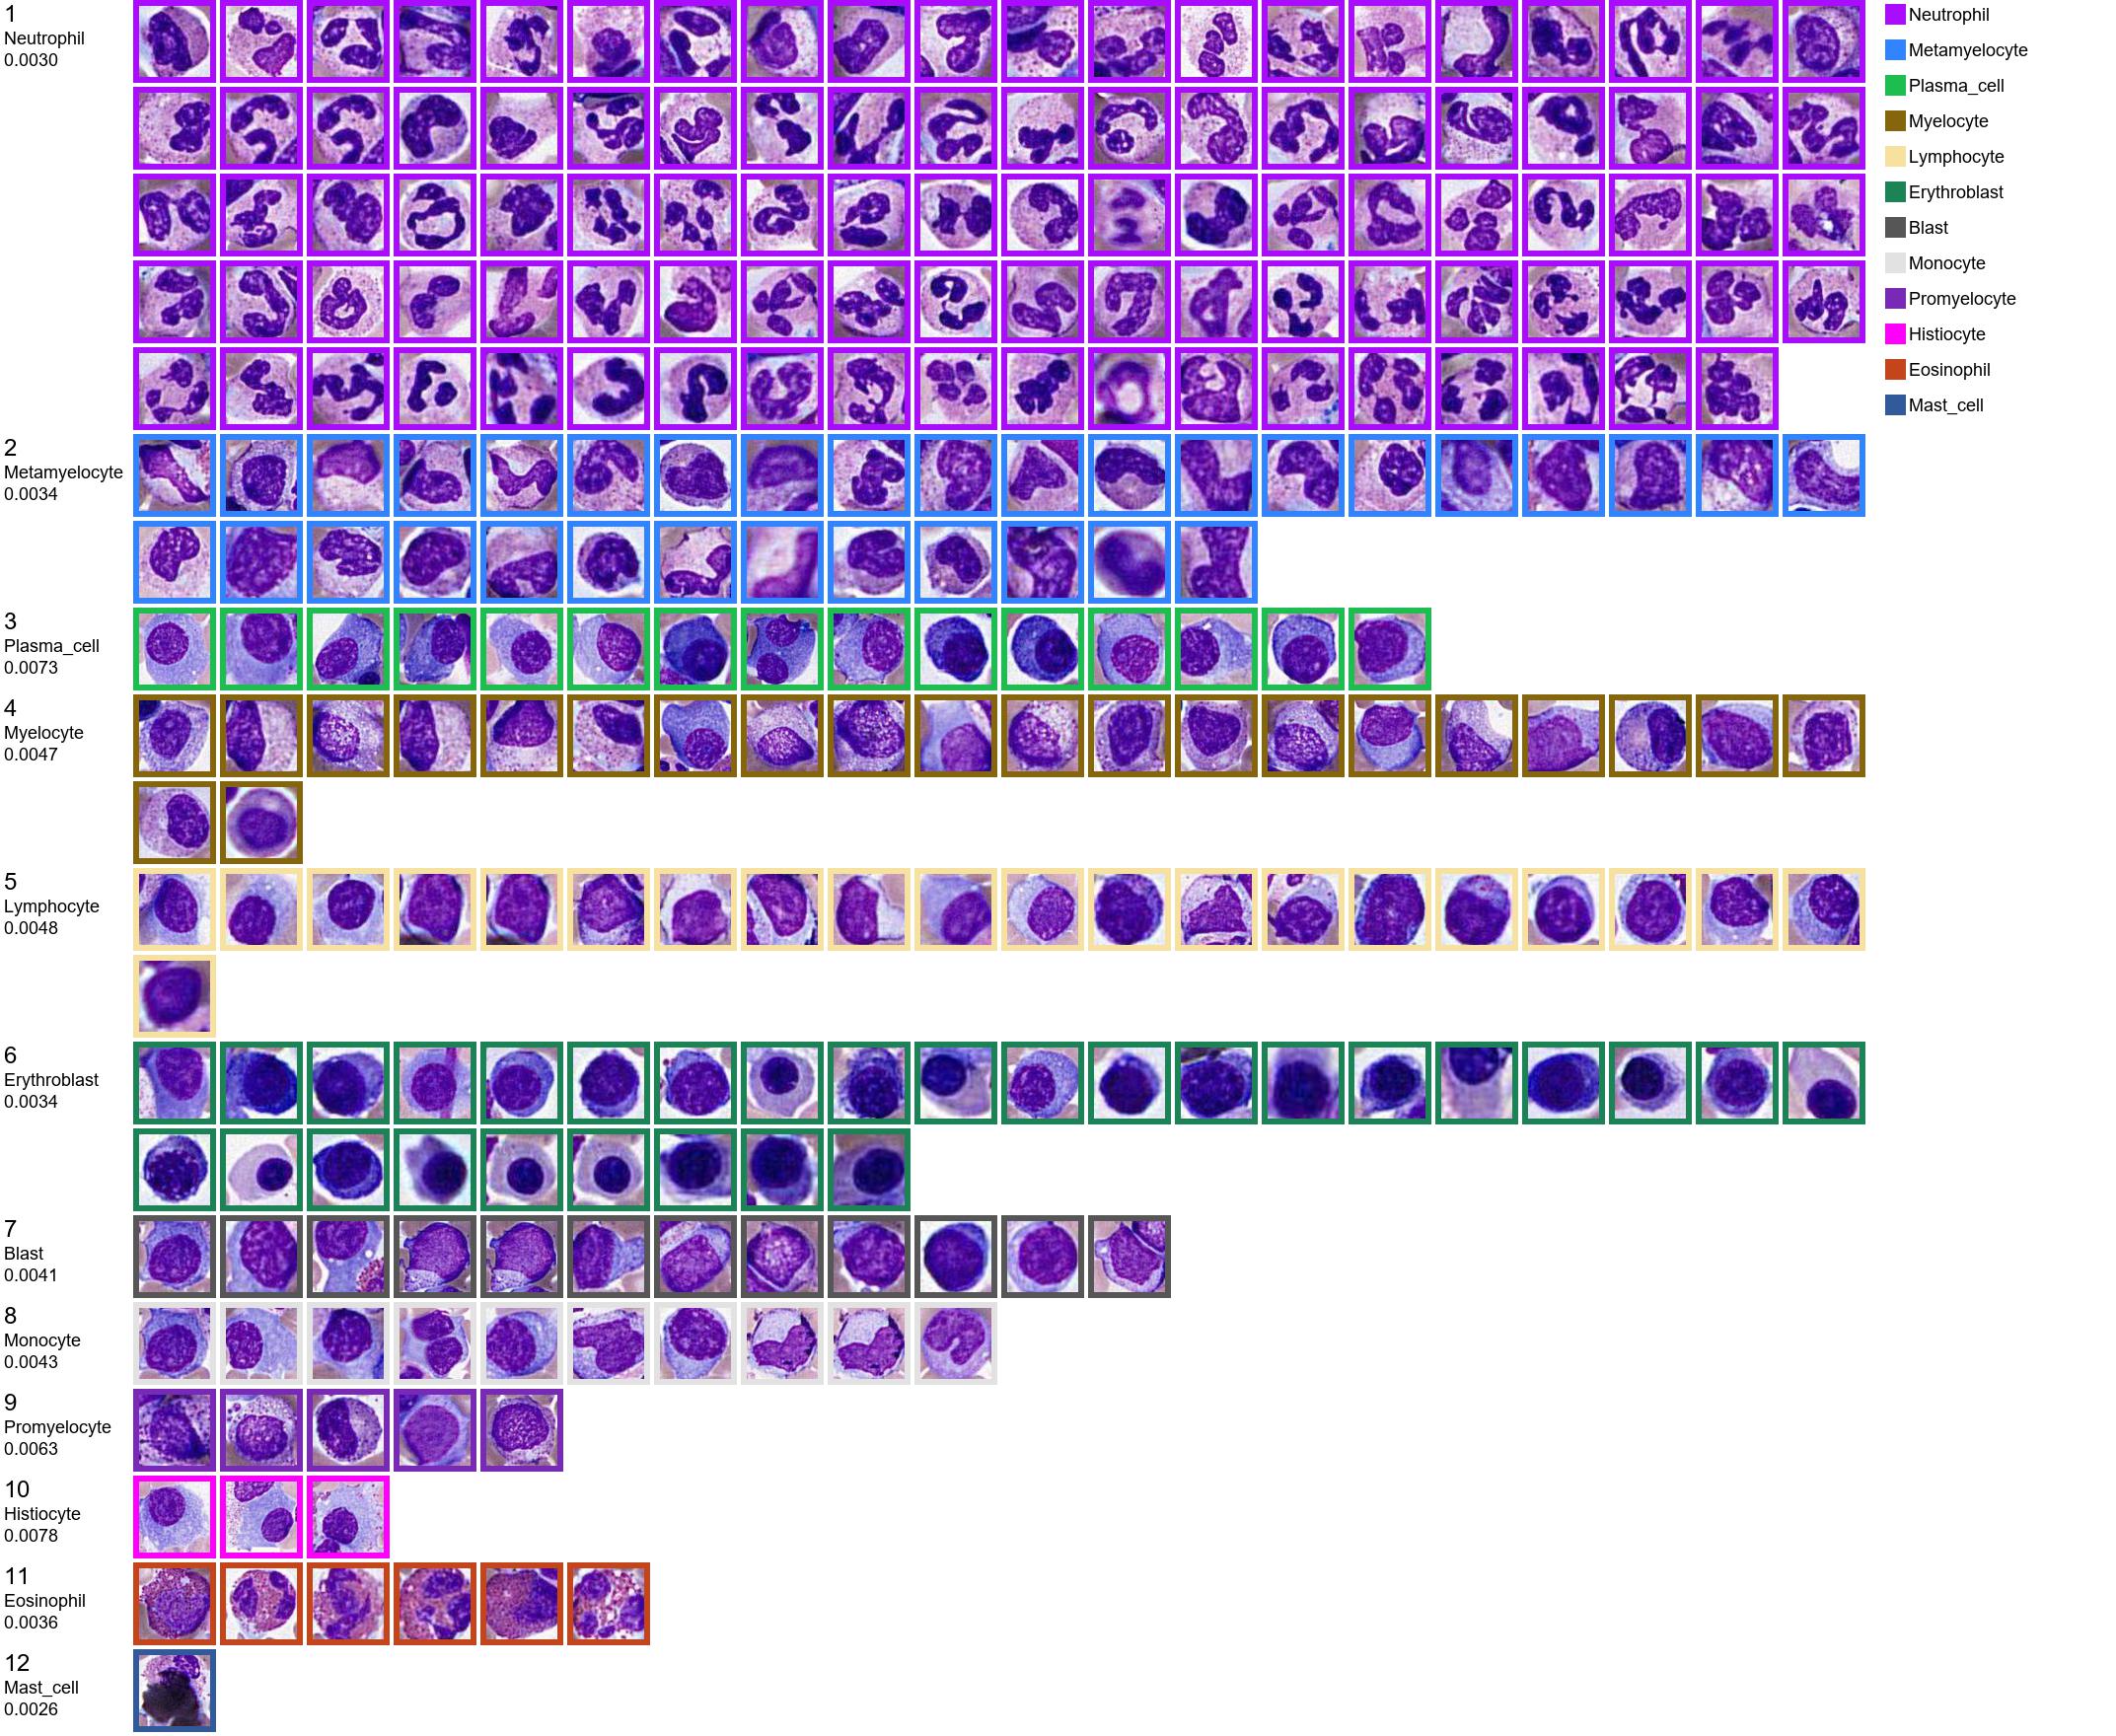 1
Neutrophil
0.0030
2
Metamyelocyte
0.0034
3
Plasma_cell
0.0073
4
Myelocyte
0.0047
5
Lymphocyte
0.0048
6
Erythroblast
0.0034
7
Blast
0.0041
8
Monocyte
0.0043
9
Promyelocyte
0.0063
10
Histiocyte
0.0078
11
Eosinophil
0.0036
12
Mast_cell
0.0026
Neutrophil
Metamyelocyte
Plasma_cell
Myelocyte
Lymphocyte
Erythroblast
Blast
Monocyte
Promyelocyte
Histiocyte
Eosinophil
Mast_cell